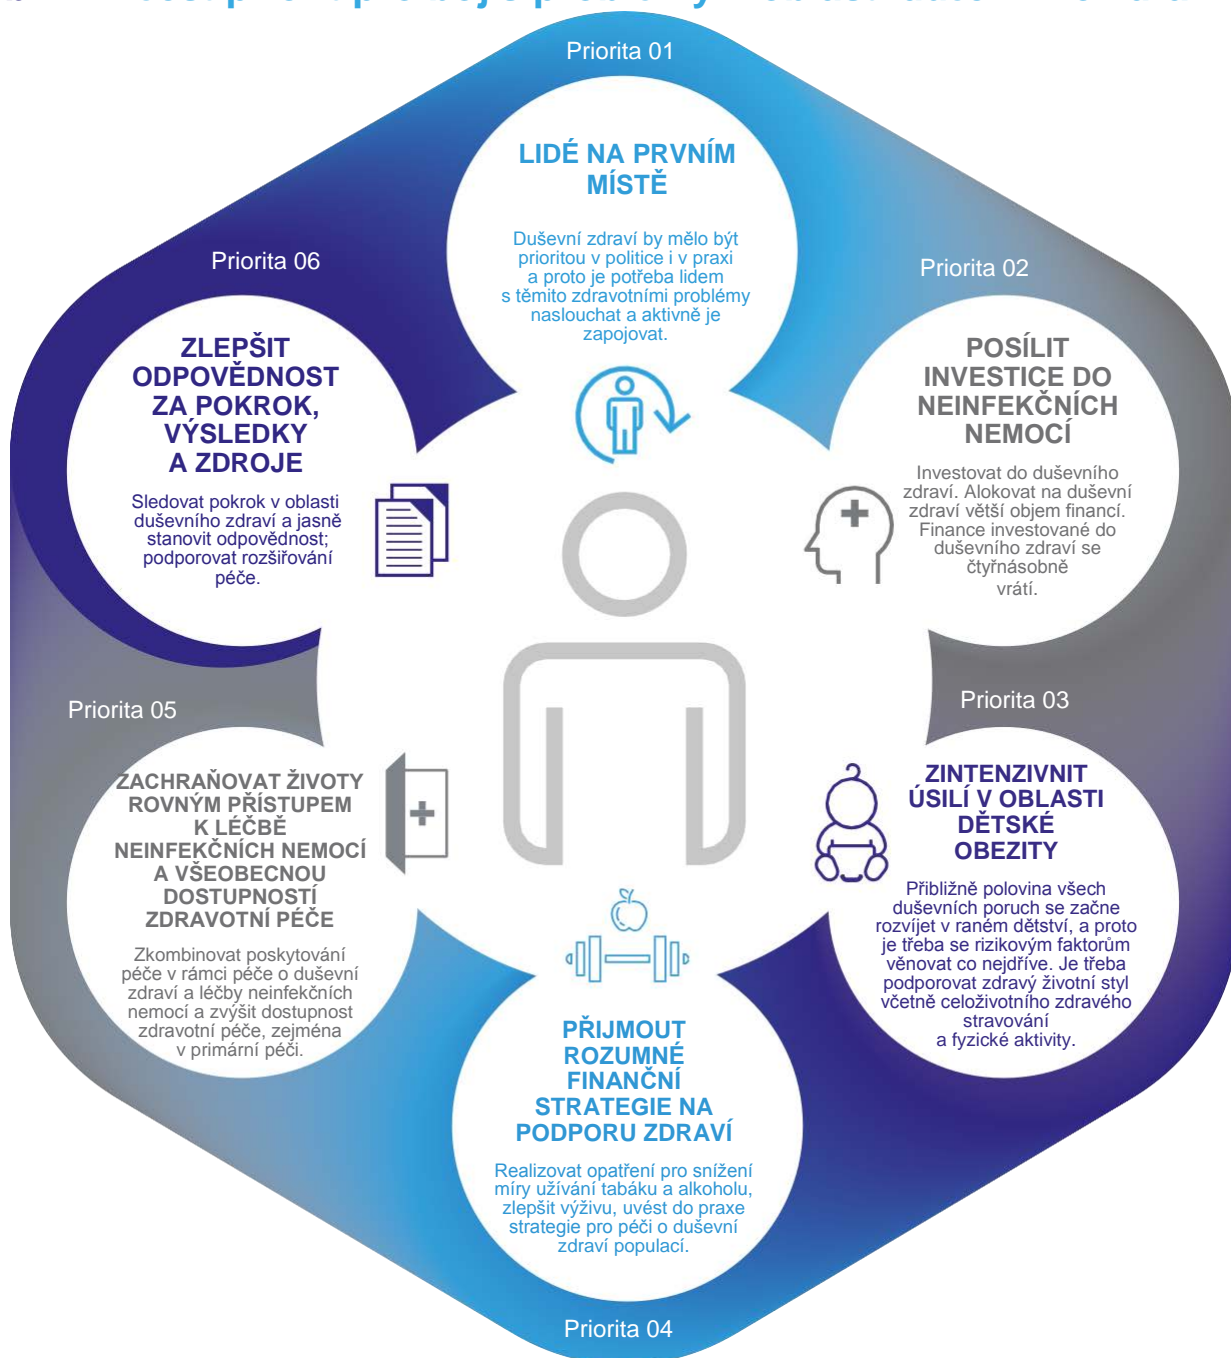 Priorita 01
LIDÉ NA PRVNÍM
MÍSTĚ
Duševní zdraví by mělo být
prioritou v politice i v praxi
a proto je potřeba lidem
s těmito zdravotními problémy
naslouchat a aktivně je
zapojovat.
Priorita 02
POSÍLIT
INVESTICE DO
NEINFEKČNÍCH
NEMOCÍ
Investovat do duševního
zdraví. Alokovat na duševní
zdraví větší objem financí.
Finance investované do
duševního zdraví se
čtyřnásobně
vrátí.
Priorita 03
ZINTENZIVNIT
ÚSILÍ V OBLASTI
DĚTSKÉ
OBEZITY
Přibližně polovina všech
duševních poruch se začne
rozvíjet v raném dětství, a proto
je třeba se rizikovým faktorům
věnovat co nejdříve. Je třeba
podporovat zdravý životní styl
včetně celoživotního zdravého
stravování
a fyzické aktivity.
PŘIJMOUT
ROZUMNÉ
FINANČNÍ
STRATEGIE NA
PODPORU ZDRAVÍ
Realizovat opatření pro snížení
míry užívání tabáku a alkoholu,
zlepšit výživu, uvést do praxe
strategie pro péči o duševní
zdraví populací.
Priorita 04
Priorita 05
ZACHRAŇOVAT ŽIVOTY
ROVNÝM PŘÍSTUPEM
K LÉČBĚ
NEINFEKČNÍCH NEMOCÍ
A VŠEOBECNOU
DOSTUPNOSTÍ
ZDRAVOTNÍ PÉČE
Zkombinovat poskytování
péče v rámci péče o duševní
zdraví a léčby neinfekčních
nemocí a zvýšit dostupnost
zdravotní péče, zejména
v primární péči.
Priorita 06
ZLEPŠIT
ODPOVĚDNOST
ZA POKROK,
VÝSLEDKY
A ZDROJE
Sledovat pokrok v oblasti
duševního zdraví a jasně
stanovit odpovědnost;
podporovat rozšiřování
péče.